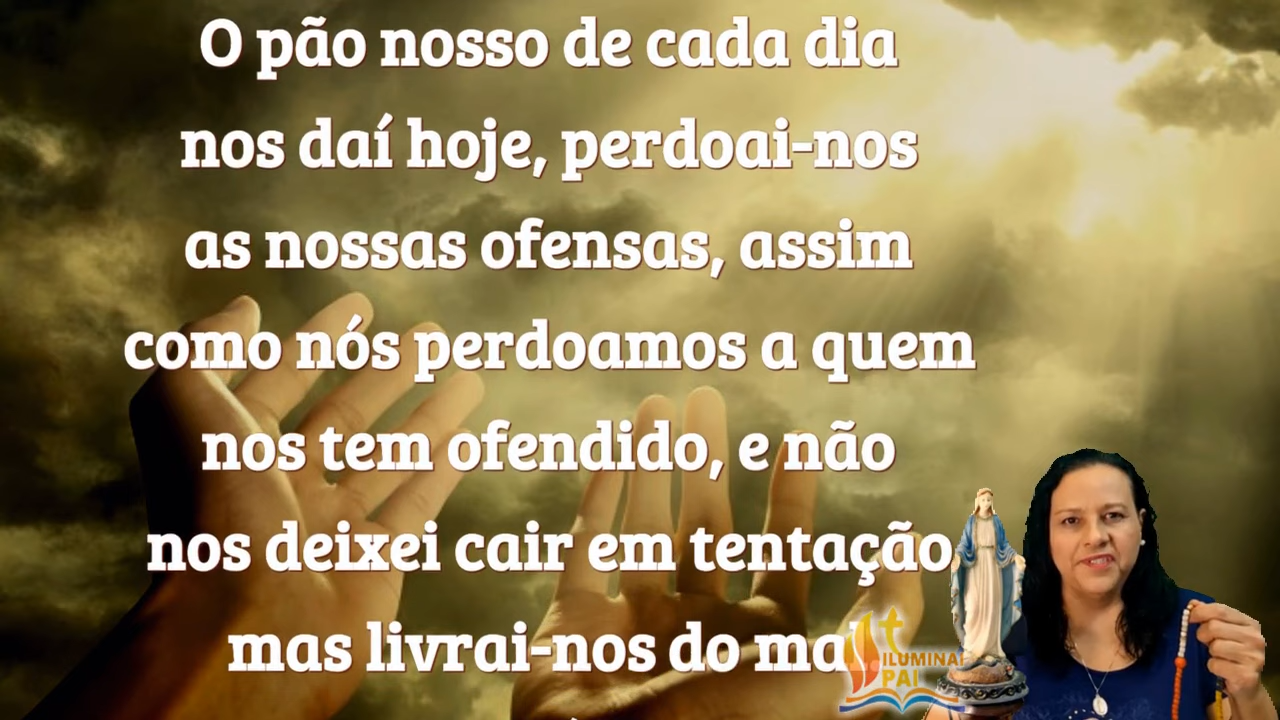 O pão nosso de cada dia
nos daí hoje, perdoai-nos
as nossas ofensas, assim
como nós perdoamos a quem
nos tem ofendido, e não
nos deixei cair em tentação
mas livrai-nos do mal
ILUMINAI
PAI